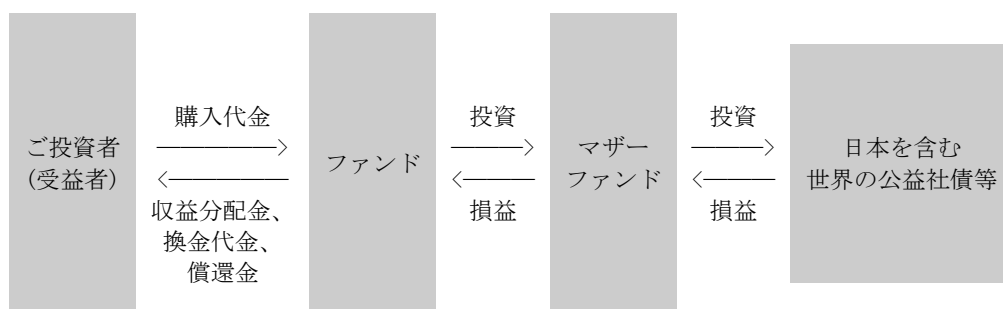 ご投資者
(受益者)
購入代金
収益分配金、
換金代金、
償還金
ファンド
投資
損益
マザー
ファンド
投資
損益
日本を含む
世界の公益社債等